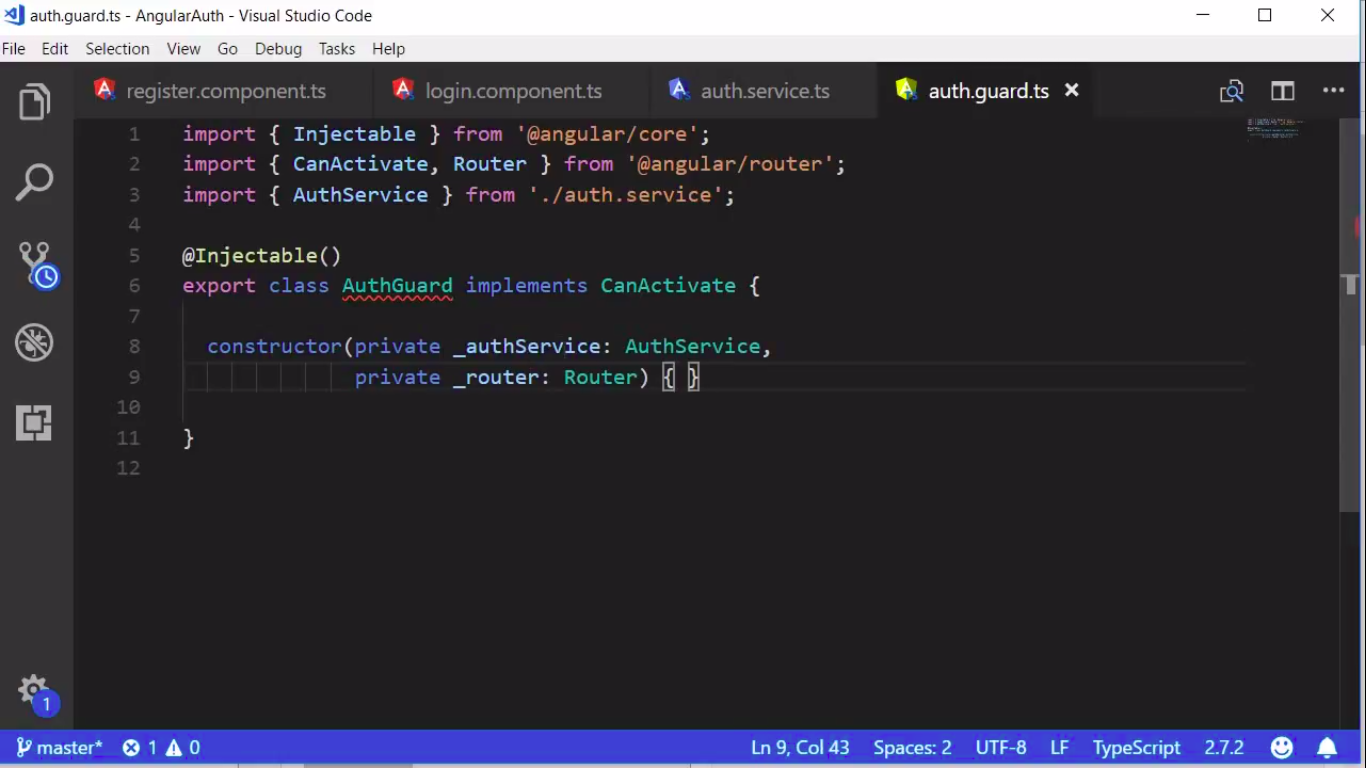 auth.guard.ts - AngularAuth - Visual Studio Code
File Edit Selection View Go Debug Tasks Help
register.component.ts login.component.ts auth.service.ts auth.guard.ts
1 import { Injectable } from '@angular/core';
2 import { CanActivate, Router } from '@angular/router';
3 import { AuthService } from './auth.service';
4
5 @Injectable()
6 export class AuthGuard implements CanActivate {
7
8 constructor(private _authService: AuthService,
9 private _router: Router) { }
10
11 }
12
1
master* 1 0 Ln 9, Col 43 Spaces: 2 UTF-8 LF TypeScript 2.7.2